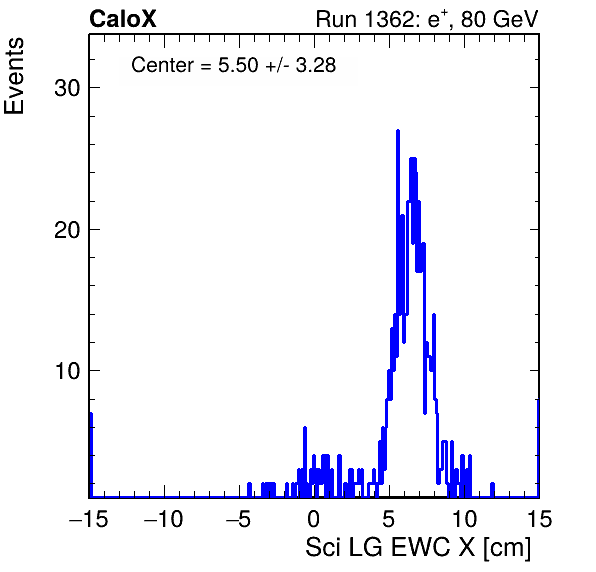 CaloX
Run 1362: e+, 80 GeV
Center = 5.50 +/- 3.28
Events
30
20
10
−15 −10 −5 0 5 10 15
Sci LG EWC X [cm]